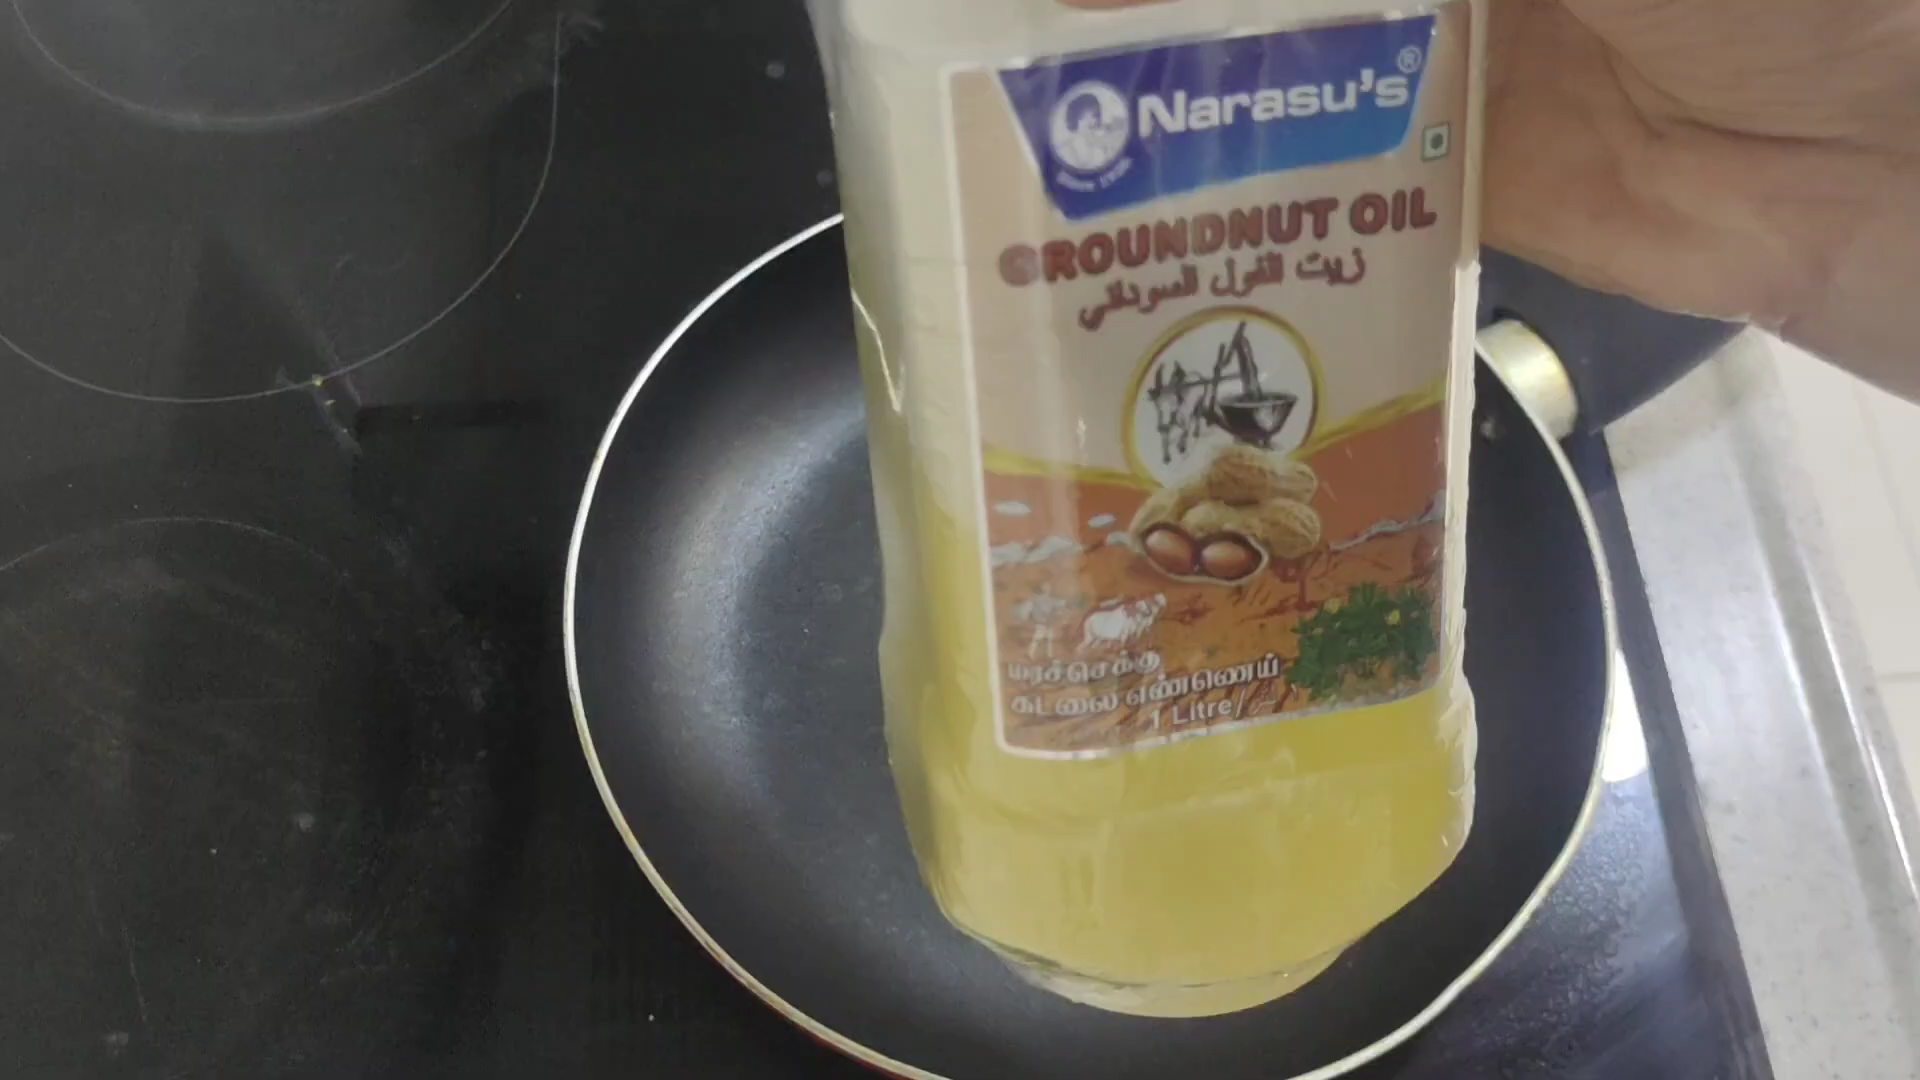 Narasu's®
GROUNDNUT OIL
زيت الفول السوداني
மரச்செக்கு
கடலை எண்ணெய்
1 Litre/